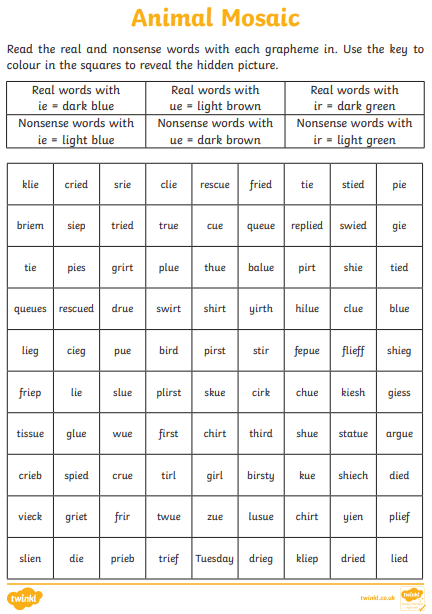 Animal Mosaic
Read the real and nonsense words with each grapheme in. Use the key to
colour in the squares to reveal the hidden picture.
Real words with Real words with Real words with
ie = dark blue ue = light brown ir = dark green
Nonsense words with Nonsense words with Nonsense words with
ie = light blue ue = dark brown ir = light green
klie cried srie clie rescue fried tie stied pie
briem siep tried true cue queue replied swied gie
tie pies grirt plue thue balue pirt shie tied
queues rescued drue swirt shirt yirth hilue clue blue
lieg cieg pue bird pirst stir fepue flieff shieg
friep lie slue plirst skue cirk chue kiesh giess
tissue glue wue first chirt third shue statue argue
crieb spied crue tirl girl birsty kue shiech died
vieck griet frir twue zue lusue chirt yien plief
slien die prieb trief Tuesday drieg kliep dried lied
twinkl twinkl.co.uk twinkl